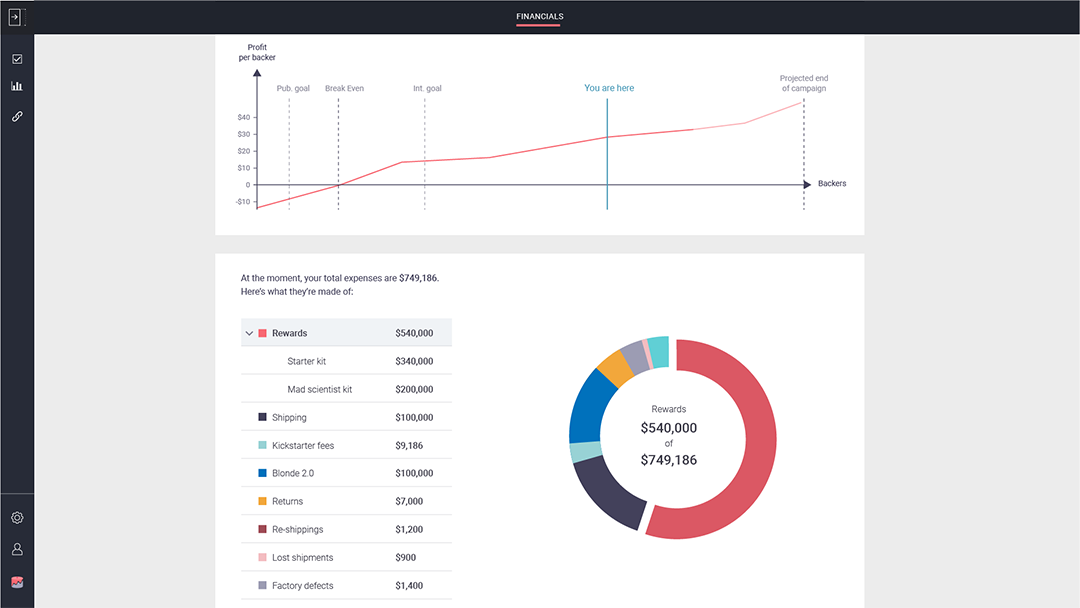 FINANCIALS
Profit
per backer
Pub. goal
Break Even
Int. goal
You are here
Projected end
of campaign
$40
$30
$20
$10
0
-$10
Backers
At the moment, your total expenses are $749,186.
Here's what they're made of:
Rewards $540,000
Starter kit $340,000
Mad scientist kit $200,000
Shipping $100,000
Kickstarter fees $9,186
Blonde 2.0 $100,000
Returns $7,000
Re-shippings $1,200
Lost shipments $900
Factory defects $1,400
Rewards
$540,000
of
$749,186